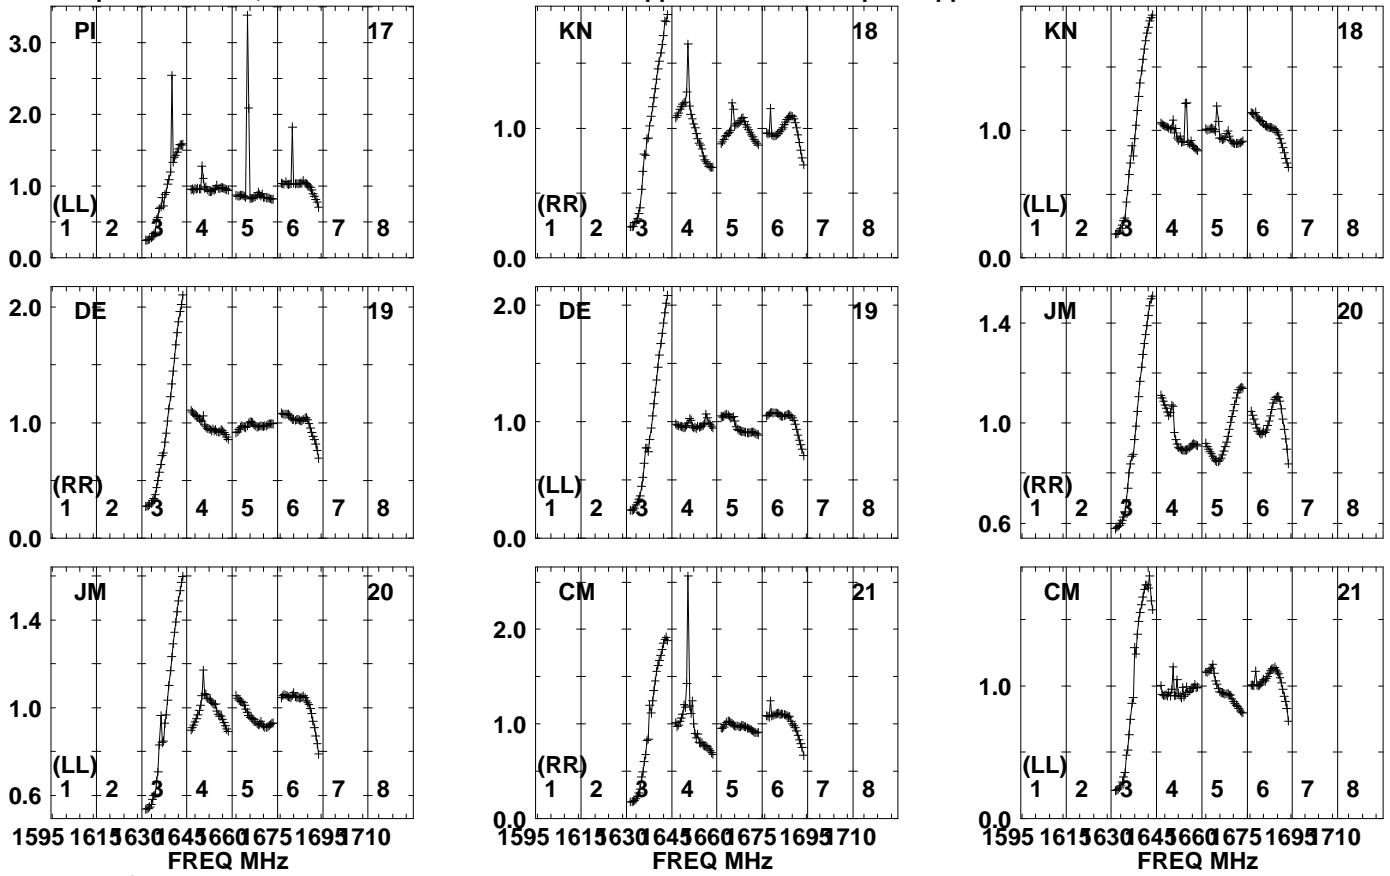 PI 17 KN 18 KN 18
3.0
2.0
1.0 1.0 1.0
(LL) (RR) (LL)
1 2 3 4 5 6 7 8 1 2 3 4 5 6 7 8 1 2 3 4 5 6 7 8
0.0 0.0 0.0
DE 19 DE 19 JM 20
2.0 2.0 1.4
1.0 1.0 1.0
(RR) (LL) (RR)
1 2 3 4 5 6 7 8 1 2 3 4 5 6 7 8 1 2 3 4 5 6 7 8
0.0 0.0 0.6
JM 20 CM 21 CM 21
1.4 2.0
1.0 1.0 1.0
(LL) (RR) (LL)
0.6 1 2 3 4 5 6 7 8 1 2 3 4 5 6 7 8 1 2 3 4 5 6 7 8
0.0 0.0
1595 1615 1630 1645 1660 1675 1695 1710 1595 1615 1630 1645 1660 1675 1695 1710 1595 1615 1630 1645 1660 1675 1695 1710
FREQ MHz FREQ MHz FREQ MHz